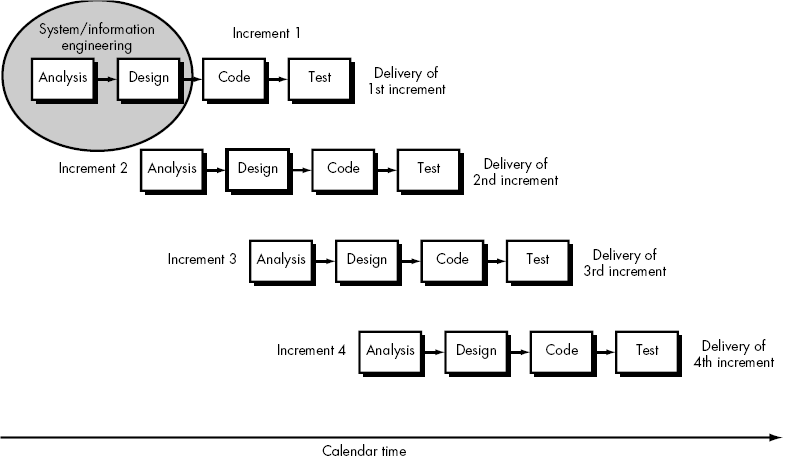 System/information
engineering
Increment 1
Analysis
Design
Code
Test
Delivery of
1st increment
Increment 2
Analysis
Design
Code
Test
Delivery of
2nd increment
Increment 3
Analysis
Design
Code
Test
Delivery of
3rd increment
Increment 4
Analysis
Design
Code
Test
Delivery of
4th increment
Calendar time